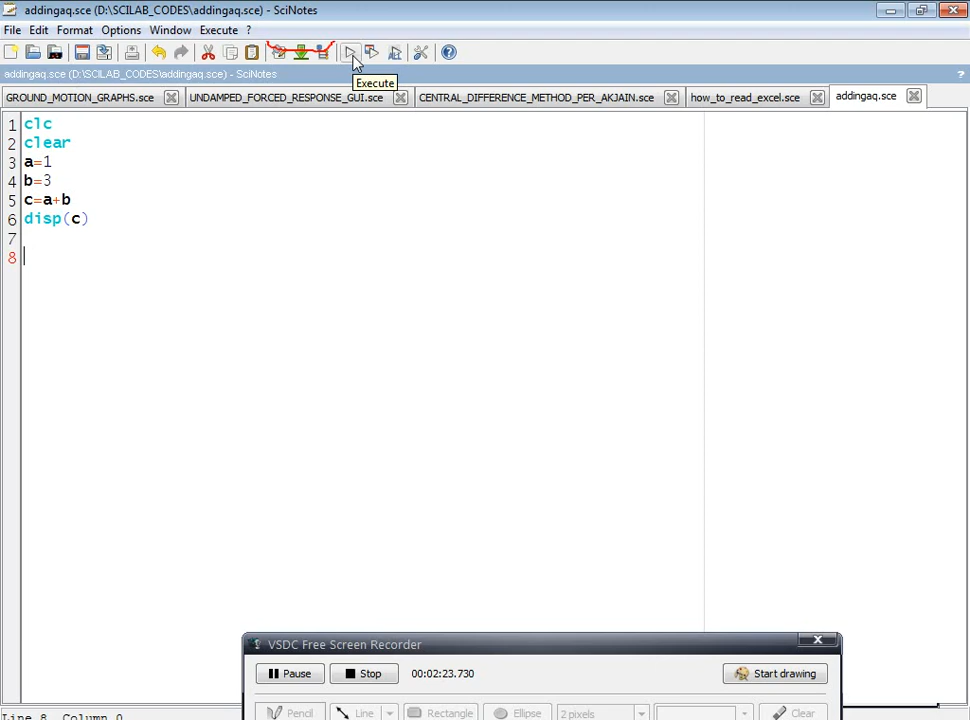 addingaq.sce (D:\SCILAB_CODES\addingaq.sce) - SciNotes
File Edit Format Options Window Execute ?
addingaq.sce (D:\SCILAB_CODES\addingaq.sce) - SciNotes ?
Execute
GROUND_MOTION_GRAPHS.sce UNDAMPED_FORCED_RESPONSE_GUI.sce CENTRAL_DIFFERENCE_METHOD_PER_AKJAIN.sce how_to_read_excel.sce addingaq.sce
1 clc
2 clear
3 a=1
4 b=3
5 c=a+b
6 disp(c)
7
8
VSDC Free Screen Recorder
Pause Stop 00:02:23.730 Start drawing
Pencil Line Rectangle Ellipse 2 pixels Clear
Line 8, Column 0